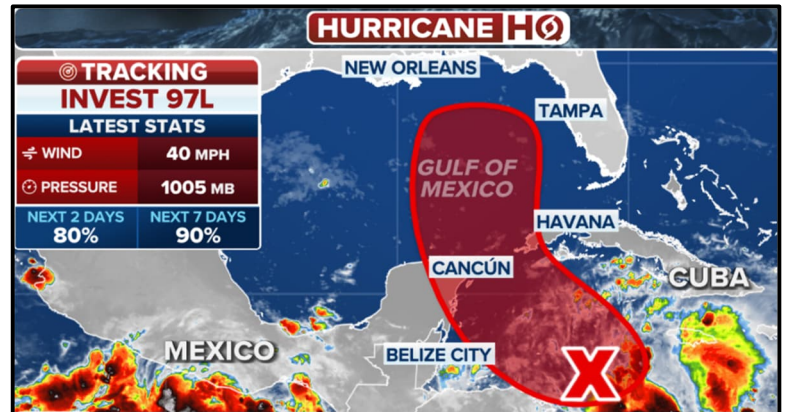 HURRICANE HQ
TRACKING
INVEST 97L
LATEST STATS
WIND 40 MPH
PRESSURE 1005 MB
NEXT 2 DAYS NEXT 7 DAYS
80% 90%
NEW ORLEANS
TAMPA
GULF OF
MEXICO
HAVANA
CANCÚN
CUBA
MEXICO
BELIZE CITY
X